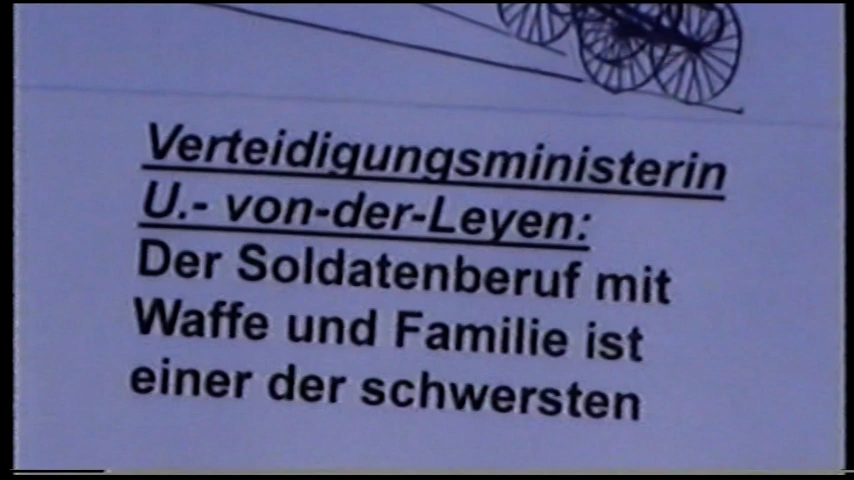 Verteidigungsministerin
U.- von-der-Leyen:
Der Soldatenberuf mit
Waffe und Familie ist
einer der schwersten